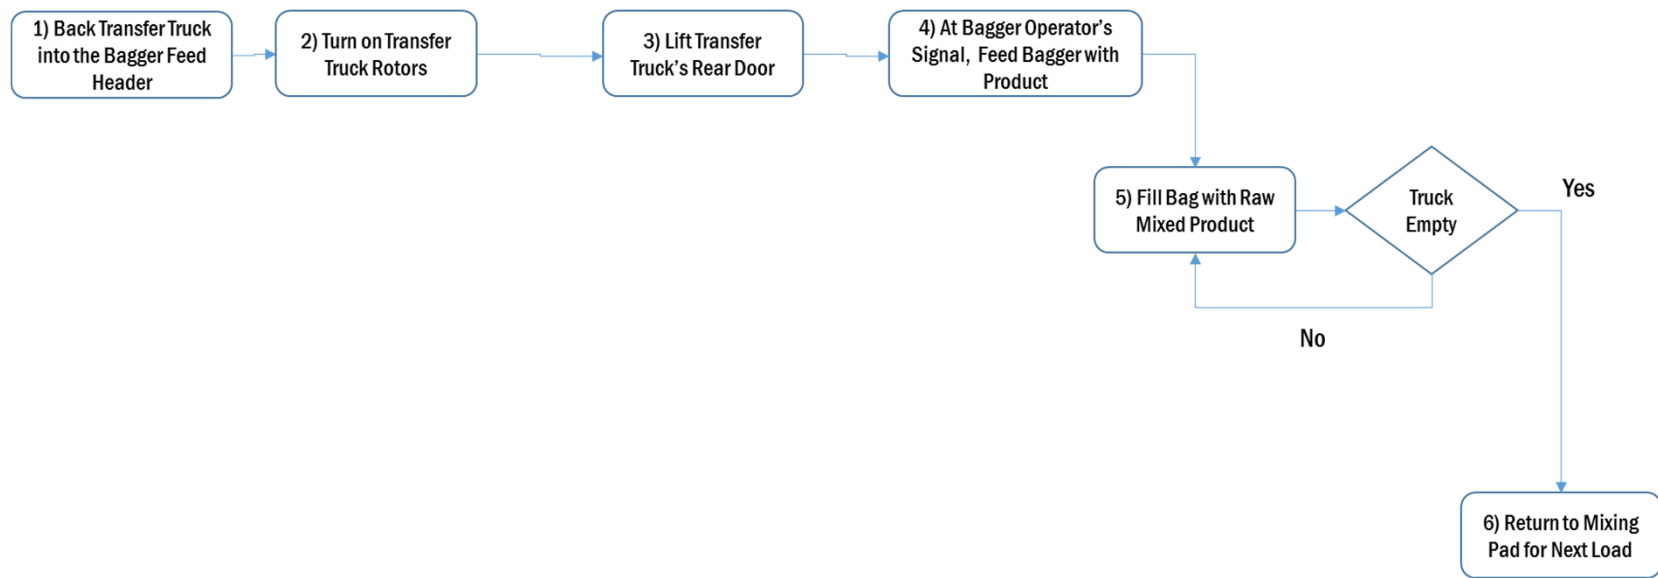 1) Back Transfer Truck
into the Bagger Feed
Header
2) Turn on Transfer
Truck Rotors
3) Lift Transfer
Truck's Rear Door
4) At Bagger Operator's
Signal, Feed Bagger with
Product
5) Fill Bag with Raw
Mixed Product
Truck
Empty
Yes
No
6) Return to Mixing
Pad for Next Load